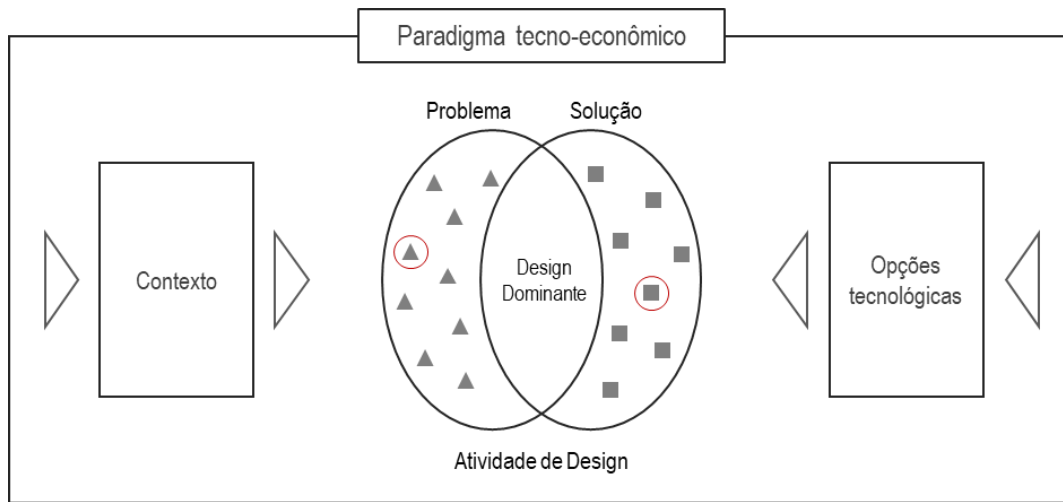 Paradigma tecno-econômico
Problema
Solução
Contexto
Design
Dominante
Opções
tecnológicas
Atividade de Design